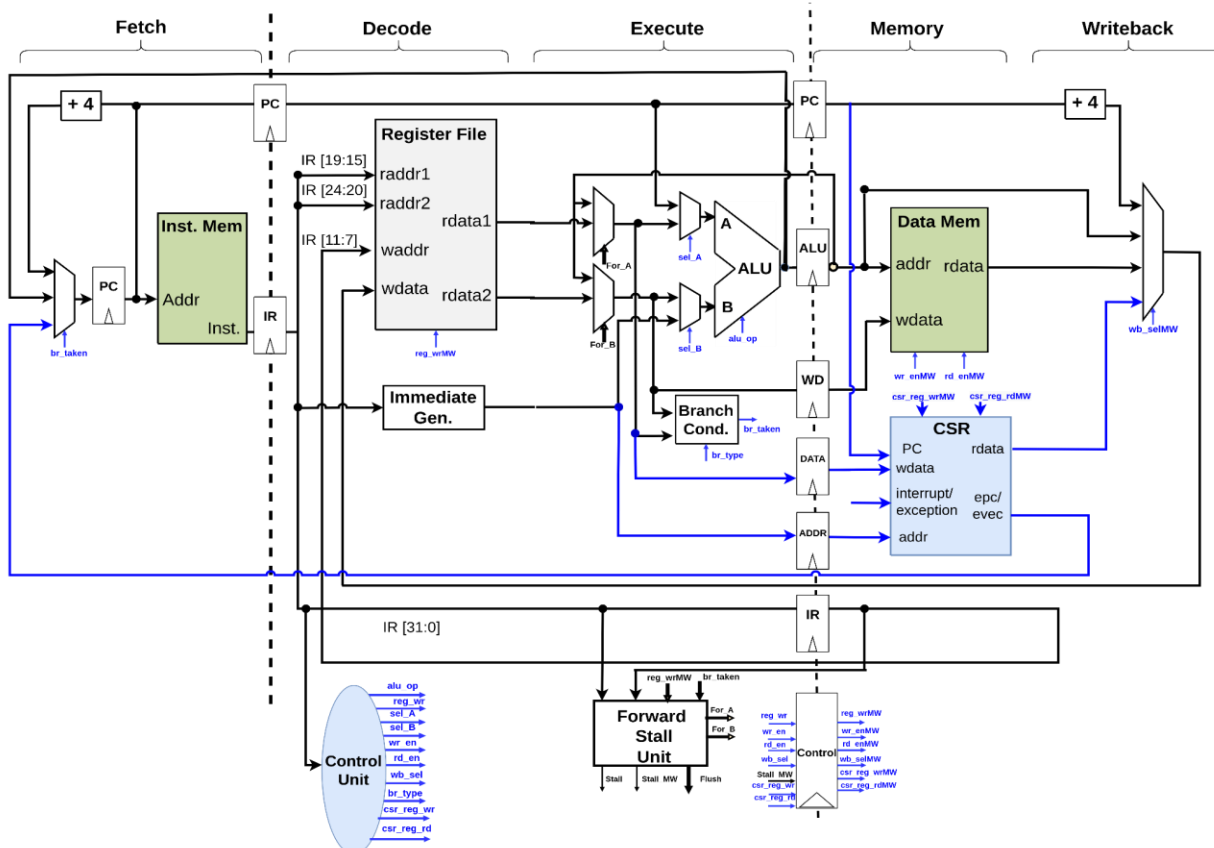 Fetch
Decode
Execute
Memory
Writeback
+ 4
PC
PC
+ 4
Register File
IR [19:15]
raddr1
IR [24:20]
raddr2
rdata1
IR [11:7]
waddr
wdata
rdata2
reg_wrMW
Inst. Mem
Addr
Inst.
PC
br_taken
IR
For_A
For_B
sel_A
sel_B
A
ALU
B
alu_op
ALU
Data Mem
addr
rdata
wdata
wr_enMW
rd_enMW
wb_selMW
Immediate
Gen.
Branch
Cond.
br_taken
br_type
WD
DATA
ADDR
csr_reg_wrMW
csr_reg_rdMW
CSR
PC
rdata
wdata
interrupt/
exception
epc/
evec
addr
IR
IR [31:0]
Control
Unit
alu_op
reg_wr
sel_A
sel_B
wr_en
rd_en
wb_sel
br_type
csr_reg_wr
csr_reg_rd
reg_wrMW
br_taken
Forward
Stall
Unit
For_A
For_B
Stall
Stall_MW
Flush
reg_wr
wr_en
rd_en
wb_sel
Stall_MW
csr_reg_wr
csr_reg_rd
Control
reg_wrMW
wr_enMW
rd_enMW
wb_selMW
csr_reg_wrMW
csr_reg_rdMW